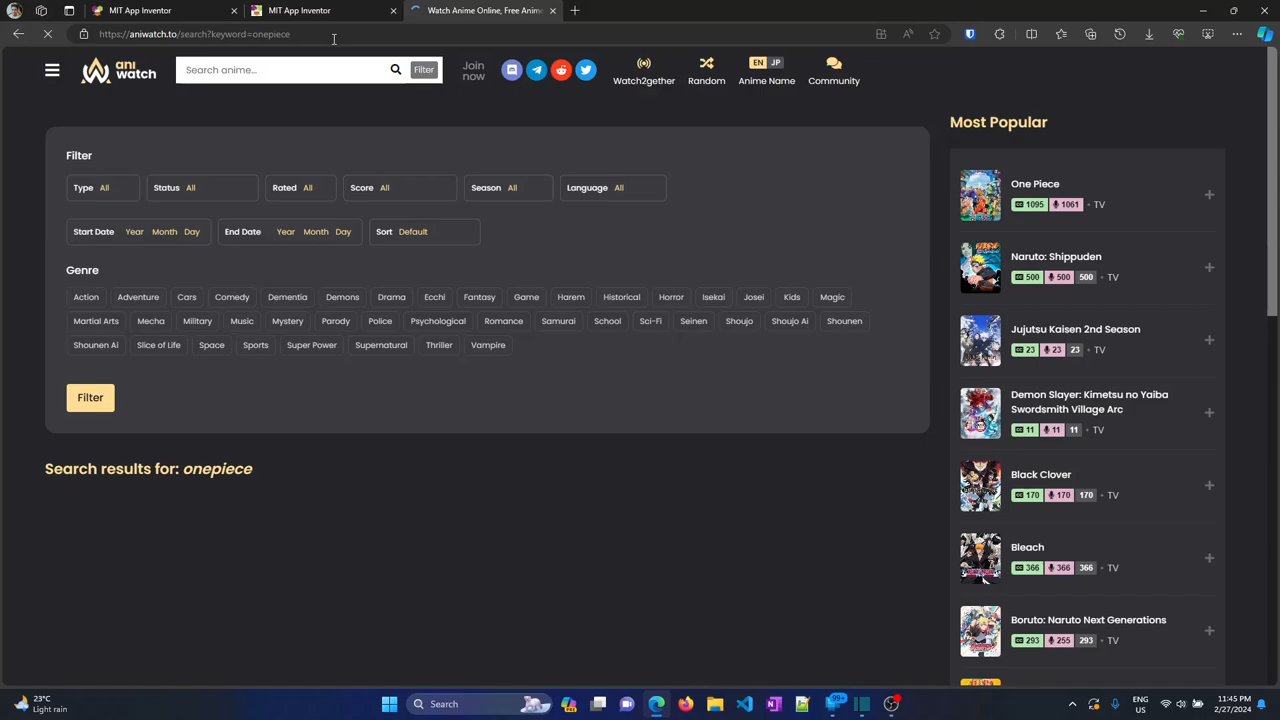 MIT App Inventor
MIT App Inventor
Watch Anime Online, Free Anim
https://aniwatch.to/search?keyword=onepiece
ani
watch
Search anime...
Filter
Join
now
Watch2gether
Random
EN JP
Anime Name
Community
Filter
Type All
Status All
Rated All
Score All
Season All
Language All
Start Date Year Month Day
End Date Year Month Day
Sort Default
Genre
Action Adventure Cars Comedy Dementia Demons Drama Ecchi Fantasy Game Harem Historical Horror Isekai Josei Kids Magic
Martial Arts Mecha Military Music Mystery Parody Police Psychological Romance Samurai School Sci-Fi Seinen Shoujo Shoujo Ai Shounen
Shounen Ai Slice of Life Space Sports Super Power Supernatural Thriller Vampire
Filter
Search results for: onepiece
Most Popular
One Piece
CC 1095 1061 • TV
Naruto: Shippuden
CC 500 500 500 • TV
Jujutsu Kaisen 2nd Season
CC 23 23 23 • TV
Demon Slayer: Kimetsu no Yaiba
Swordsmith Village Arc
CC 11 11 11 • TV
Black Clover
CC 170 170 170 • TV
Bleach
CC 366 366 366 • TV
Boruto: Naruto Next Generations
CC 293 255 293 • TV
23°C
Light rain
Search
99+
ENG
US
11:45 PM
2/27/2024